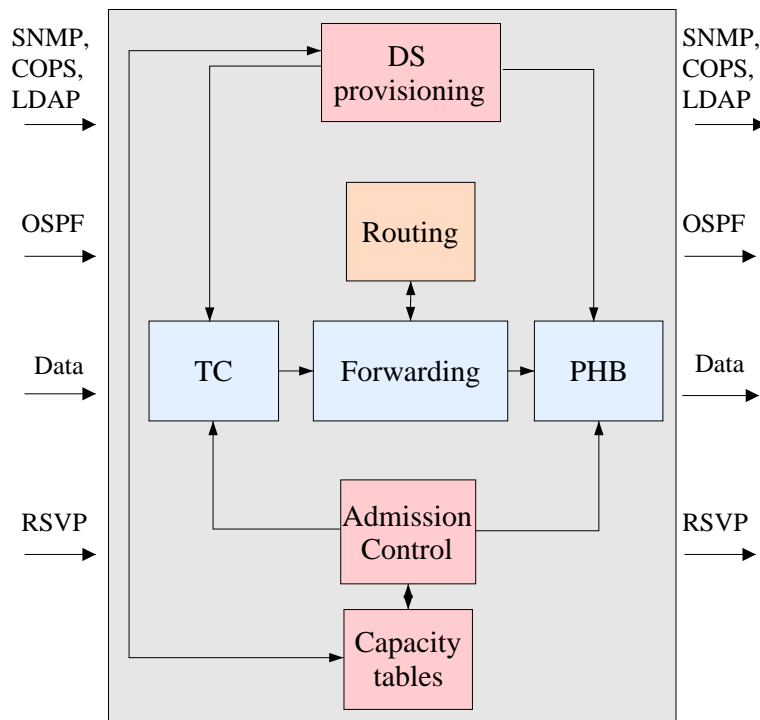 SNMP,
COPS,
LDAP
DS
provisioning
SNMP,
COPS,
LDAP
OSPF
Routing
OSPF
Data
TC
Forwarding
PHB
Data
RSVP
Admission
Control
RSVP
Capacity
tables